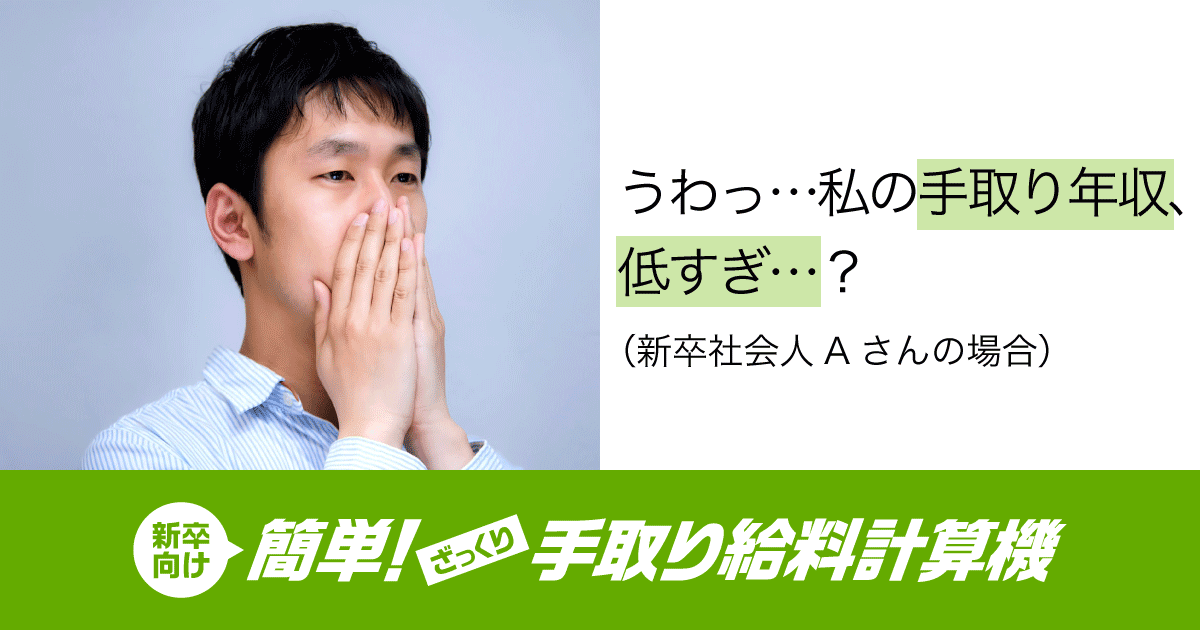 うわっ…私の手取り年収、
低すぎ…？
（新卒社会人 A さんの場合）
新卒
向け
簡単！ざっくり手取り給料計算機